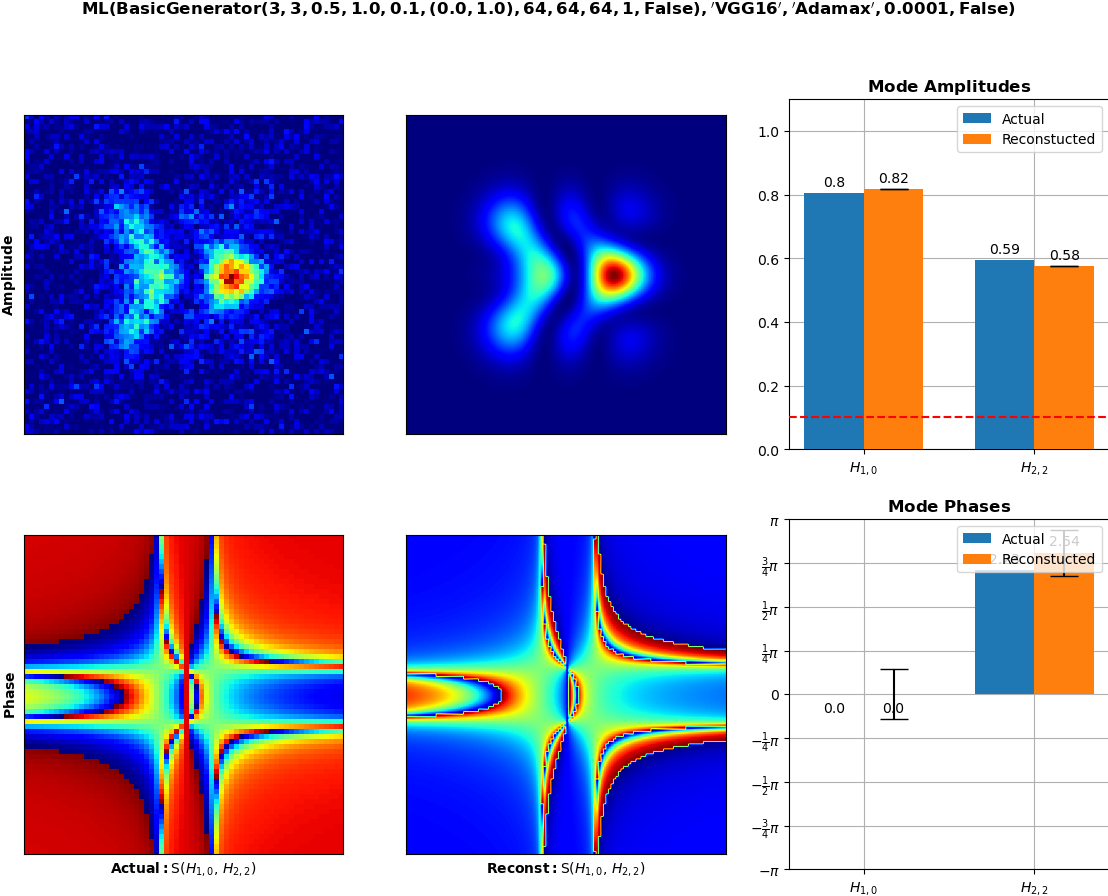 ML(BasicGenerator(3, 3, 0.5, 1.0, 0.1, (0.0, 1.0), 64, 64, 64, 1, False), ′VGG16′, ′Adamax′, 0.0001, False)
Amplitude
Mode Amplitudes
Actual
Reconstucted
1.0
0.8
0.6
0.4
0.2
0.0
0.8
0.82
0.59
0.58
H1, 0
H2, 2
Phase
Actual: S(H1, 0, H2, 2)
Reconst: S(H1, 0, H2, 2)
Mode Phases
Actual
Reconstucted
π
3/4π
1/2π
1/4π
0
−1/4π
−1/2π
−3/4π
−π
0.0
0.0
2.54
H1, 0
H2, 2